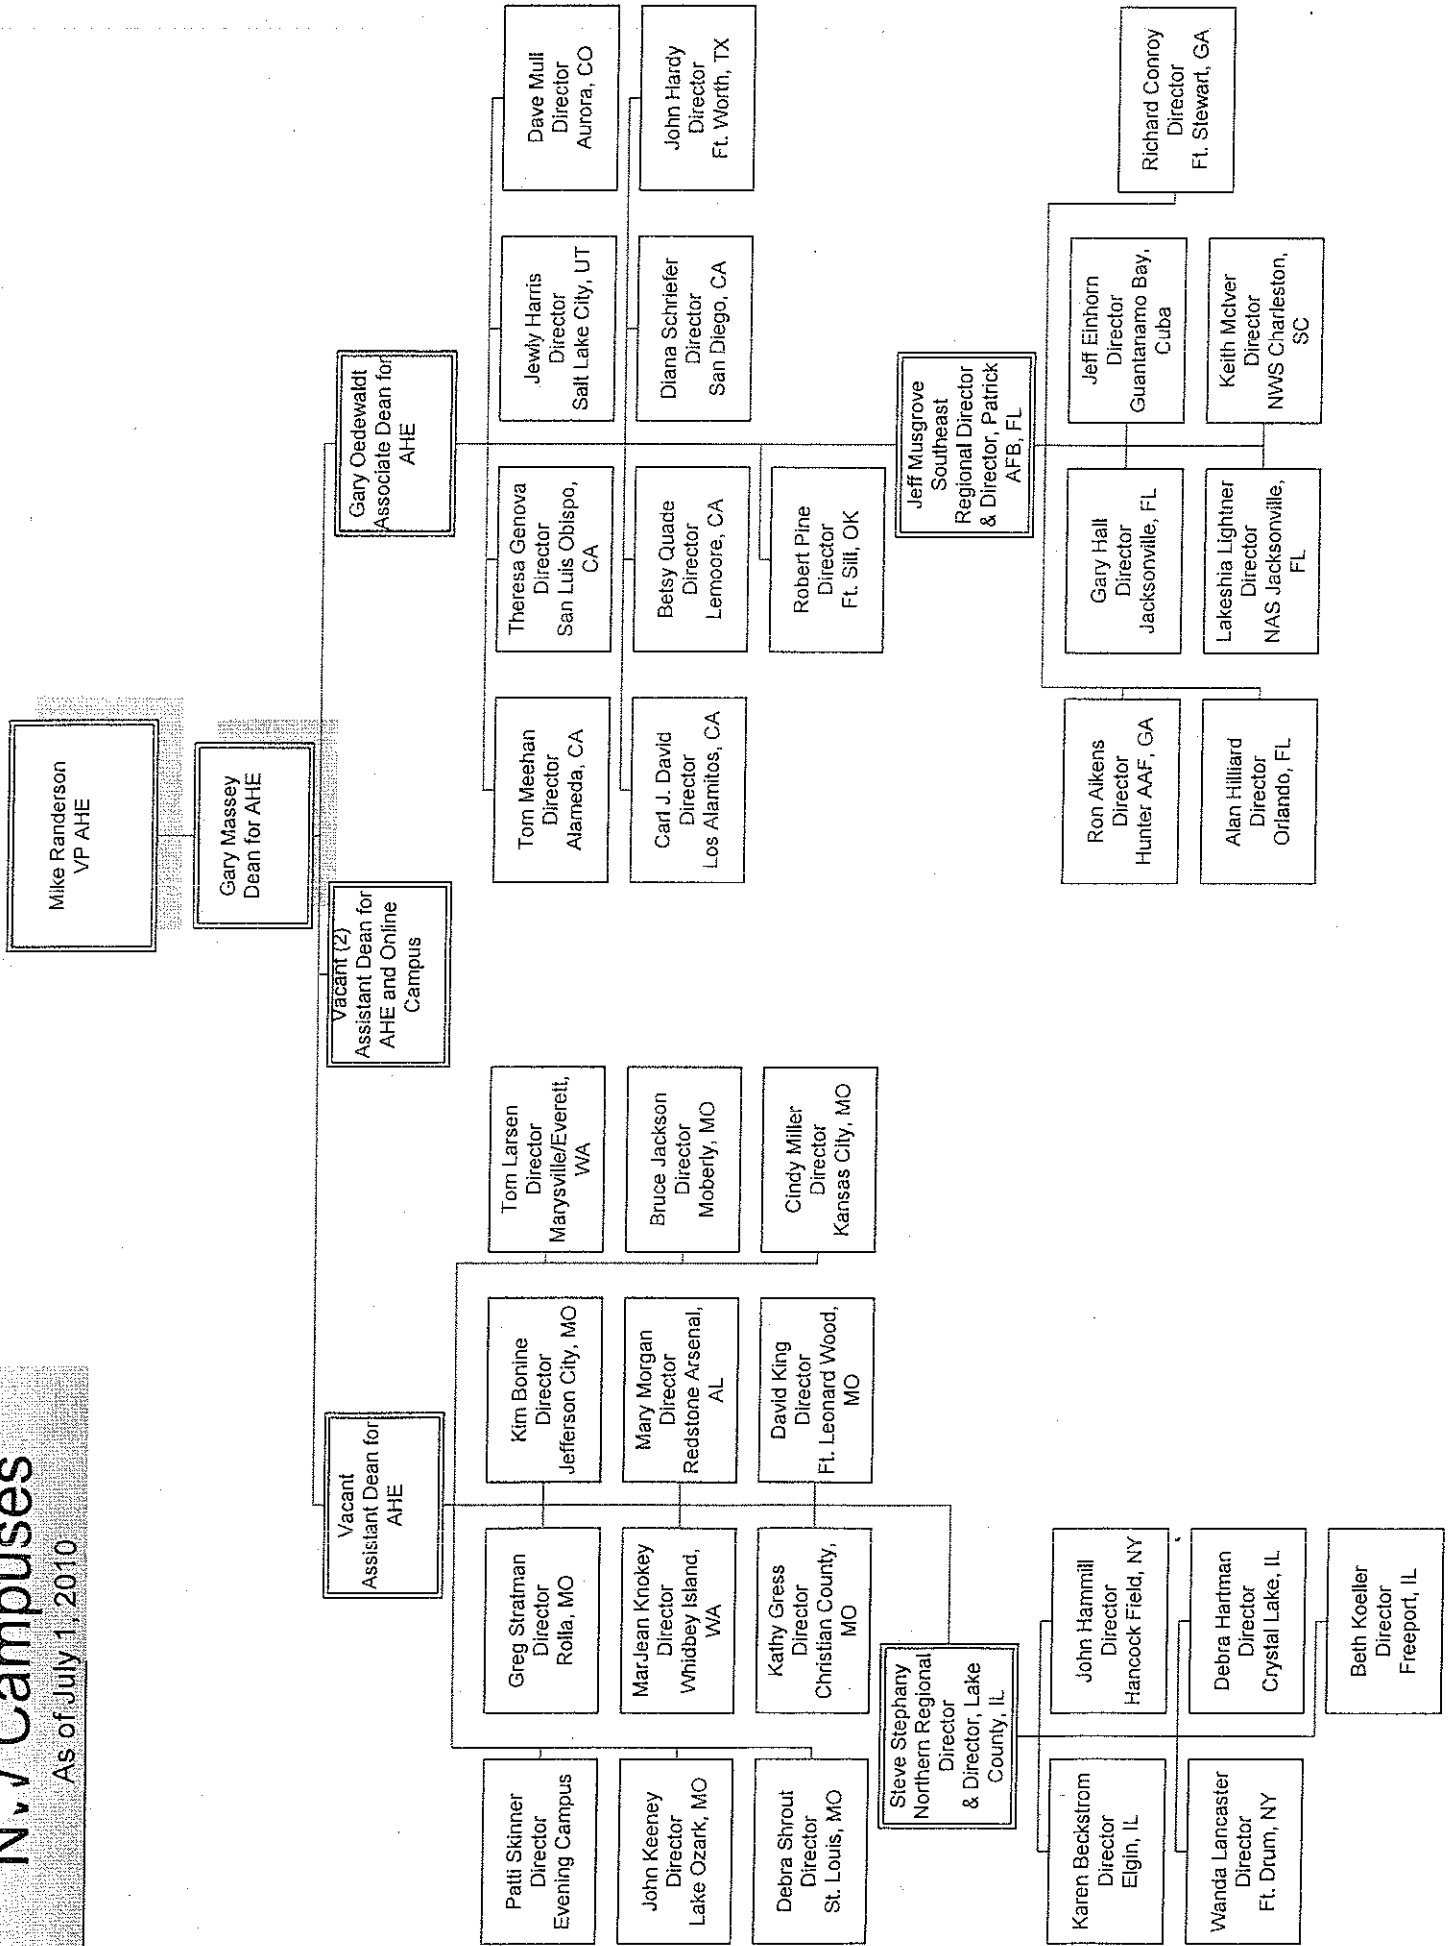 Campuses
As of July 1, 2010
Mike Randerson
VP AHE
Gary Massey
Dean for AHE
Vacant
Assistant Dean for
AHE
Vacant (2)
Assistant Dean for
AHE and Online
Campus
Gary Oedewaldt
Associate Dean for
AHE
Patti Skinner
Director
Evening Campus
Greg Stratman
Director
Rolla, MO
Kim Bonine
Director
Jefferson City, MO
Tom Larsen
Director
Marysville/Everett,
WA
John Keeney
Director
Lake Ozark, MO
MarJean Knokey
Director
Whidbey Island,
WA
Mary Morgan
Director
Redstone Arsenal,
AL
Bruce Jackson
Director
Moberly, MO
Debra Shrout
Director
St. Louis, MO
Kathy Gress
Director
Christian County,
MO
David King
Director
Ft. Leonard Wood,
MO
Cindy Miller
Director
Kansas City, MO
Steve Stephany
Northern Regional
Director
& Director, Lake
County, IL
Karen Beckstrom
Director
Elgin, IL
John Hammill
Director
Hancock Field, NY
Wanda Lancaster
Director
Ft. Drum, NY
Debra Hartman
Director
Crystal Lake, IL
Beth Koeller
Director
Freeport, IL
Tom Meehan
Director
Alameda, CA
Theresa Genova
Director
San Luis Obispo,
CA
Jewly Harris
Director
Salt Lake City, UT
Dave Mull
Director
Aurora, CO
Carl J. David
Director
Los Alamitos, CA
Betsy Quade
Director
Lemoore, CA
Diana Schriefer
Director
San Diego, CA
John Hardy
Director
Ft. Worth, TX
Robert Pine
Director
Ft. Sill, OK
Jeff Musgrove
Southeast
Regional Director
& Director, Patrick
AFB, FL
Ron Aikens
Director
Hunter AAF, GA
Gary Hall
Director
Jacksonville, FL
Jeff Einhorn
Director
Guantanamo Bay,
Cuba
Richard Conroy
Director
Ft. Stewart, GA
Alan Hilliard
Director
Orlando, FL
Lakeshia Lightner
Director
NAS Jacksonville,
FL
Keith McIver
Director
NWS Charleston,
SC